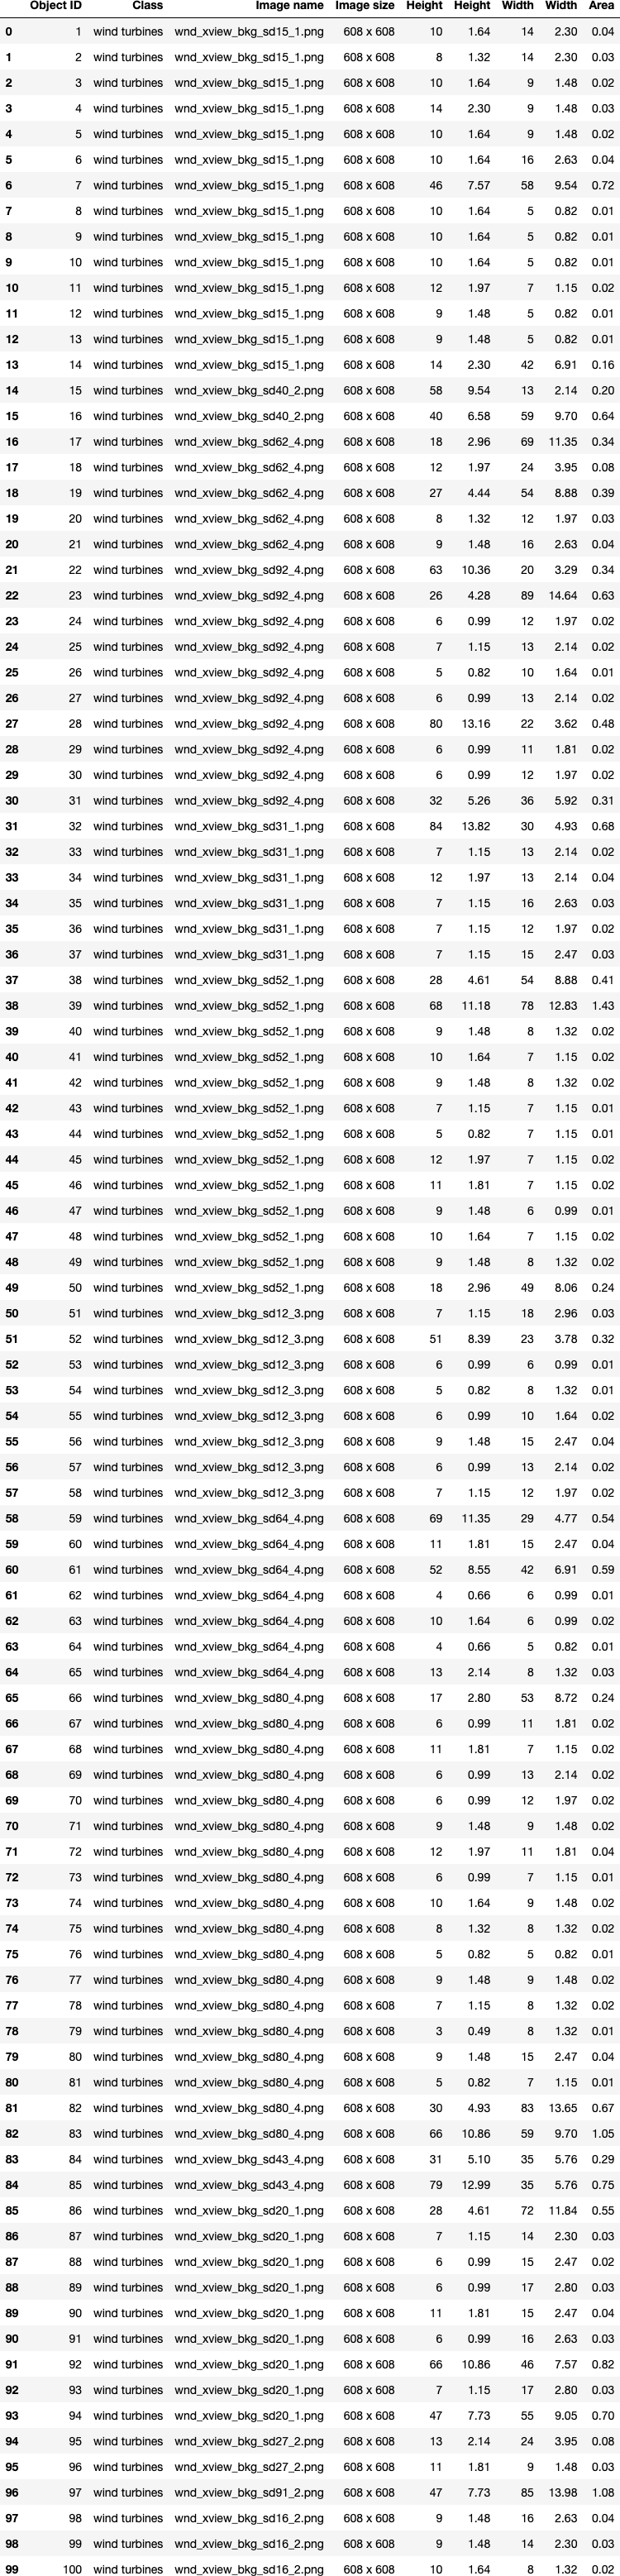 Object ID Class Image name Image size Height Height Width Width Area
0 1 wind turbines wnd_xview_bkg_sd15_1.png 608 x 608 10 1.64 14 2.30 0.04
1 2 wind turbines wnd_xview_bkg_sd15_1.png 608 x 608 8 1.32 14 2.30 0.03
2 3 wind turbines wnd_xview_bkg_sd15_1.png 608 x 608 10 1.64 9 1.48 0.02
3 4 wind turbines wnd_xview_bkg_sd15_1.png 608 x 608 14 2.30 9 1.48 0.03
4 5 wind turbines wnd_xview_bkg_sd15_1.png 608 x 608 10 1.64 9 1.48 0.02
5 6 wind turbines wnd_xview_bkg_sd15_1.png 608 x 608 10 1.64 16 2.63 0.04
6 7 wind turbines wnd_xview_bkg_sd15_1.png 608 x 608 46 7.57 58 9.54 0.72
7 8 wind turbines wnd_xview_bkg_sd15_1.png 608 x 608 10 1.64 5 0.82 0.01
8 9 wind turbines wnd_xview_bkg_sd15_1.png 608 x 608 10 1.64 5 0.82 0.01
9 10 wind turbines wnd_xview_bkg_sd15_1.png 608 x 608 10 1.64 5 0.82 0.01
10 11 wind turbines wnd_xview_bkg_sd15_1.png 608 x 608 12 1.97 7 1.15 0.02
11 12 wind turbines wnd_xview_bkg_sd15_1.png 608 x 608 9 1.48 5 0.82 0.01
12 13 wind turbines wnd_xview_bkg_sd15_1.png 608 x 608 9 1.48 5 0.82 0.01
13 14 wind turbines wnd_xview_bkg_sd15_1.png 608 x 608 14 2.30 42 6.91 0.16
14 15 wind turbines wnd_xview_bkg_sd40_2.png 608 x 608 58 9.54 13 2.14 0.20
15 16 wind turbines wnd_xview_bkg_sd40_2.png 608 x 608 40 6.58 59 9.70 0.64
16 17 wind turbines wnd_xview_bkg_sd62_4.png 608 x 608 18 2.96 69 11.35 0.34
17 18 wind turbines wnd_xview_bkg_sd62_4.png 608 x 608 12 1.97 24 3.95 0.08
18 19 wind turbines wnd_xview_bkg_sd62_4.png 608 x 608 27 4.44 54 8.88 0.39
19 20 wind turbines wnd_xview_bkg_sd62_4.png 608 x 608 8 1.32 12 1.97 0.03
20 21 wind turbines wnd_xview_bkg_sd62_4.png 608 x 608 9 1.48 16 2.63 0.04
21 22 wind turbines wnd_xview_bkg_sd92_4.png 608 x 608 63 10.36 20 3.29 0.34
22 23 wind turbines wnd_xview_bkg_sd92_4.png 608 x 608 26 4.28 89 14.64 0.63
23 24 wind turbines wnd_xview_bkg_sd92_4.png 608 x 608 6 0.99 12 1.97 0.02
24 25 wind turbines wnd_xview_bkg_sd92_4.png 608 x 608 7 1.15 13 2.14 0.02
25 26 wind turbines wnd_xview_bkg_sd92_4.png 608 x 608 5 0.82 10 1.64 0.01
26 27 wind turbines wnd_xview_bkg_sd92_4.png 608 x 608 6 0.99 13 2.14 0.02
27 28 wind turbines wnd_xview_bkg_sd92_4.png 608 x 608 80 13.16 22 3.62 0.48
28 29 wind turbines wnd_xview_bkg_sd92_4.png 608 x 608 6 0.99 11 1.81 0.02
29 30 wind turbines wnd_xview_bkg_sd92_4.png 608 x 608 6 0.99 12 1.97 0.02
30 31 wind turbines wnd_xview_bkg_sd92_4.png 608 x 608 32 5.26 36 5.92 0.31
31 32 wind turbines wnd_xview_bkg_sd31_1.png 608 x 608 84 13.82 30 4.93 0.68
32 33 wind turbines wnd_xview_bkg_sd31_1.png 608 x 608 7 1.15 13 2.14 0.02
33 34 wind turbines wnd_xview_bkg_sd31_1.png 608 x 608 12 1.97 13 2.14 0.04
34 35 wind turbines wnd_xview_bkg_sd31_1.png 608 x 608 7 1.15 16 2.63 0.03
35 36 wind turbines wnd_xview_bkg_sd31_1.png 608 x 608 7 1.15 12 1.97 0.02
36 37 wind turbines wnd_xview_bkg_sd31_1.png 608 x 608 7 1.15 15 2.47 0.03
37 38 wind turbines wnd_xview_bkg_sd52_1.png 608 x 608 28 4.61 54 8.88 0.41
38 39 wind turbines wnd_xview_bkg_sd52_1.png 608 x 608 68 11.18 78 12.83 1.43
39 40 wind turbines wnd_xview_bkg_sd52_1.png 608 x 608 9 1.48 8 1.32 0.02
40 41 wind turbines wnd_xview_bkg_sd52_1.png 608 x 608 10 1.64 7 1.15 0.02
41 42 wind turbines wnd_xview_bkg_sd52_1.png 608 x 608 9 1.48 8 1.32 0.02
42 43 wind turbines wnd_xview_bkg_sd52_1.png 608 x 608 7 1.15 7 1.15 0.01
43 44 wind turbines wnd_xview_bkg_sd52_1.png 608 x 608 5 0.82 7 1.15 0.01
44 45 wind turbines wnd_xview_bkg_sd52_1.png 608 x 608 12 1.97 7 1.15 0.02
45 46 wind turbines wnd_xview_bkg_sd52_1.png 608 x 608 11 1.81 7 1.15 0.02
46 47 wind turbines wnd_xview_bkg_sd52_1.png 608 x 608 9 1.48 6 0.99 0.01
47 48 wind turbines wnd_xview_bkg_sd52_1.png 608 x 608 10 1.64 7 1.15 0.02
48 49 wind turbines wnd_xview_bkg_sd52_1.png 608 x 608 9 1.48 8 1.32 0.02
49 50 wind turbines wnd_xview_bkg_sd52_1.png 608 x 608 18 2.96 49 8.06 0.24
50 51 wind turbines wnd_xview_bkg_sd12_3.png 608 x 608 7 1.15 18 2.96 0.03
51 52 wind turbines wnd_xview_bkg_sd12_3.png 608 x 608 51 8.39 23 3.78 0.32
52 53 wind turbines wnd_xview_bkg_sd12_3.png 608 x 608 6 0.99 6 0.99 0.01
53 54 wind turbines wnd_xview_bkg_sd12_3.png 608 x 608 5 0.82 8 1.32 0.01
54 55 wind turbines wnd_xview_bkg_sd12_3.png 608 x 608 6 0.99 10 1.64 0.02
55 56 wind turbines wnd_xview_bkg_sd12_3.png 608 x 608 9 1.48 15 2.47 0.04
56 57 wind turbines wnd_xview_bkg_sd12_3.png 608 x 608 6 0.99 13 2.14 0.02
57 58 wind turbines wnd_xview_bkg_sd12_3.png 608 x 608 7 1.15 12 1.97 0.02
58 59 wind turbines wnd_xview_bkg_sd64_4.png 608 x 608 69 11.35 29 4.77 0.54
59 60 wind turbines wnd_xview_bkg_sd64_4.png 608 x 608 11 1.81 15 2.47 0.04
60 61 wind turbines wnd_xview_bkg_sd64_4.png 608 x 608 52 8.55 42 6.91 0.59
61 62 wind turbines wnd_xview_bkg_sd64_4.png 608 x 608 4 0.66 6 0.99 0.01
62 63 wind turbines wnd_xview_bkg_sd64_4.png 608 x 608 10 1.64 6 0.99 0.02
63 64 wind turbines wnd_xview_bkg_sd64_4.png 608 x 608 4 0.66 5 0.82 0.01
64 65 wind turbines wnd_xview_bkg_sd64_4.png 608 x 608 13 2.14 8 1.32 0.03
65 66 wind turbines wnd_xview_bkg_sd80_4.png 608 x 608 17 2.80 53 8.72 0.24
66 67 wind turbines wnd_xview_bkg_sd80_4.png 608 x 608 6 0.99 11 1.81 0.02
67 68 wind turbines wnd_xview_bkg_sd80_4.png 608 x 608 11 1.81 7 1.15 0.02
68 69 wind turbines wnd_xview_bkg_sd80_4.png 608 x 608 6 0.99 13 2.14 0.02
69 70 wind turbines wnd_xview_bkg_sd80_4.png 608 x 608 6 0.99 12 1.97 0.02
70 71 wind turbines wnd_xview_bkg_sd80_4.png 608 x 608 9 1.48 9 1.48 0.02
71 72 wind turbines wnd_xview_bkg_sd80_4.png 608 x 608 12 1.97 11 1.81 0.04
72 73 wind turbines wnd_xview_bkg_sd80_4.png 608 x 608 6 0.99 7 1.15 0.01
73 74 wind turbines wnd_xview_bkg_sd80_4.png 608 x 608 10 1.64 9 1.48 0.02
74 75 wind turbines wnd_xview_bkg_sd80_4.png 608 x 608 8 1.32 8 1.32 0.02
75 76 wind turbines wnd_xview_bkg_sd80_4.png 608 x 608 5 0.82 5 0.82 0.01
76 77 wind turbines wnd_xview_bkg_sd80_4.png 608 x 608 9 1.48 9 1.48 0.02
77 78 wind turbines wnd_xview_bkg_sd80_4.png 608 x 608 7 1.15 8 1.32 0.02
78 79 wind turbines wnd_xview_bkg_sd80_4.png 608 x 608 3 0.49 8 1.32 0.01
79 80 wind turbines wnd_xview_bkg_sd80_4.png 608 x 608 9 1.48 15 2.47 0.04
80 81 wind turbines wnd_xview_bkg_sd80_4.png 608 x 608 5 0.82 7 1.15 0.01
81 82 wind turbines wnd_xview_bkg_sd80_4.png 608 x 608 30 4.93 83 13.65 0.67
82 83 wind turbines wnd_xview_bkg_sd80_4.png 608 x 608 66 10.86 59 9.70 1.05
83 84 wind turbines wnd_xview_bkg_sd43_4.png 608 x 608 31 5.10 35 5.76 0.29
84 85 wind turbines wnd_xview_bkg_sd43_4.png 608 x 608 79 12.99 35 5.76 0.75
85 86 wind turbines wnd_xview_bkg_sd20_1.png 608 x 608 28 4.61 72 11.84 0.55
86 87 wind turbines wnd_xview_bkg_sd20_1.png 608 x 608 7 1.15 14 2.30 0.03
87 88 wind turbines wnd_xview_bkg_sd20_1.png 608 x 608 6 0.99 15 2.47 0.02
88 89 wind turbines wnd_xview_bkg_sd20_1.png 608 x 608 6 0.99 17 2.80 0.03
89 90 wind turbines wnd_xview_bkg_sd20_1.png 608 x 608 11 1.81 15 2.47 0.04
90 91 wind turbines wnd_xview_bkg_sd20_1.png 608 x 608 6 0.99 16 2.63 0.03
91 92 wind turbines wnd_xview_bkg_sd20_1.png 608 x 608 66 10.86 46 7.57 0.82
92 93 wind turbines wnd_xview_bkg_sd20_1.png 608 x 608 7 1.15 17 2.80 0.03
93 94 wind turbines wnd_xview_bkg_sd20_1.png 608 x 608 47 7.73 55 9.05 0.70
94 95 wind turbines wnd_xview_bkg_sd27_2.png 608 x 608 13 2.14 24 3.95 0.08
95 96 wind turbines wnd_xview_bkg_sd27_2.png 608 x 608 11 1.81 9 1.48 0.03
96 97 wind turbines wnd_xview_bkg_sd91_2.png 608 x 608 47 7.73 85 13.98 1.08
97 98 wind turbines wnd_xview_bkg_sd16_2.png 608 x 608 9 1.48 16 2.63 0.04
98 99 wind turbines wnd_xview_bkg_sd16_2.png 608 x 608 9 1.48 14 2.30 0.03
99 100 wind turbines wnd_xview_bkg_sd16_2.png 608 x 608 10 1.64 8 1.32 0.02